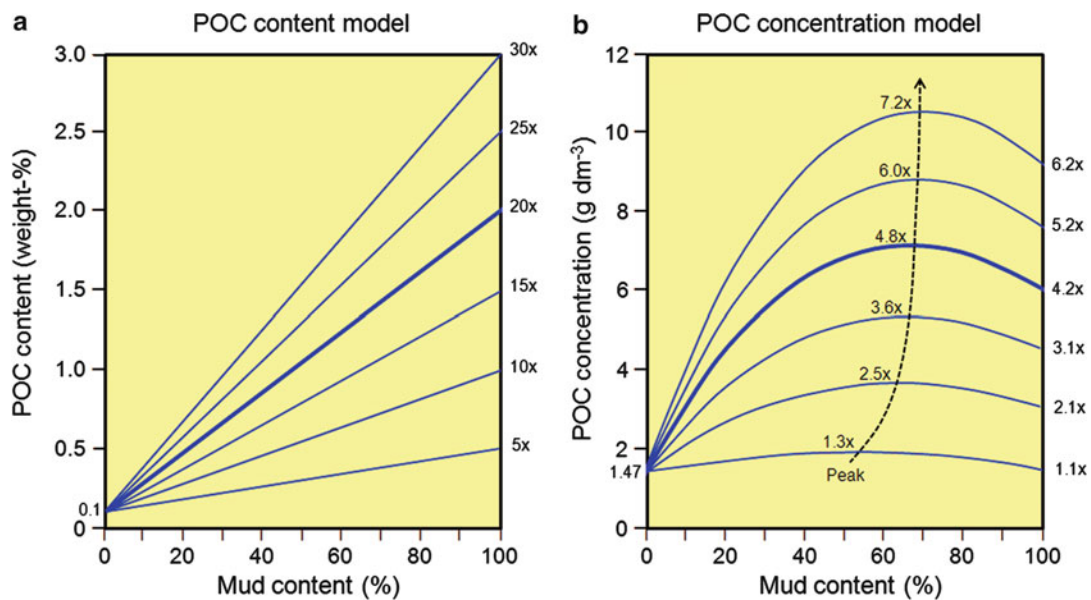 a
POC content model
POC content (weight-%)
3.0
2.5
2.0
1.5
1.0
0.5
0.1
0
30x
25x
20x
15x
10x
5x
0
20
40
60
80
100
Mud content (%)
b
POC concentration model
POC concentration (g dm-3)
12
10
8
6
4
2
1.47
0
7.2x
6.0x
4.8x
3.6x
2.5x
1.3x
Peak
6.2x
5.2x
4.2x
3.1x
2.1x
1.1x
0
20
40
60
80
100
Mud content (%)